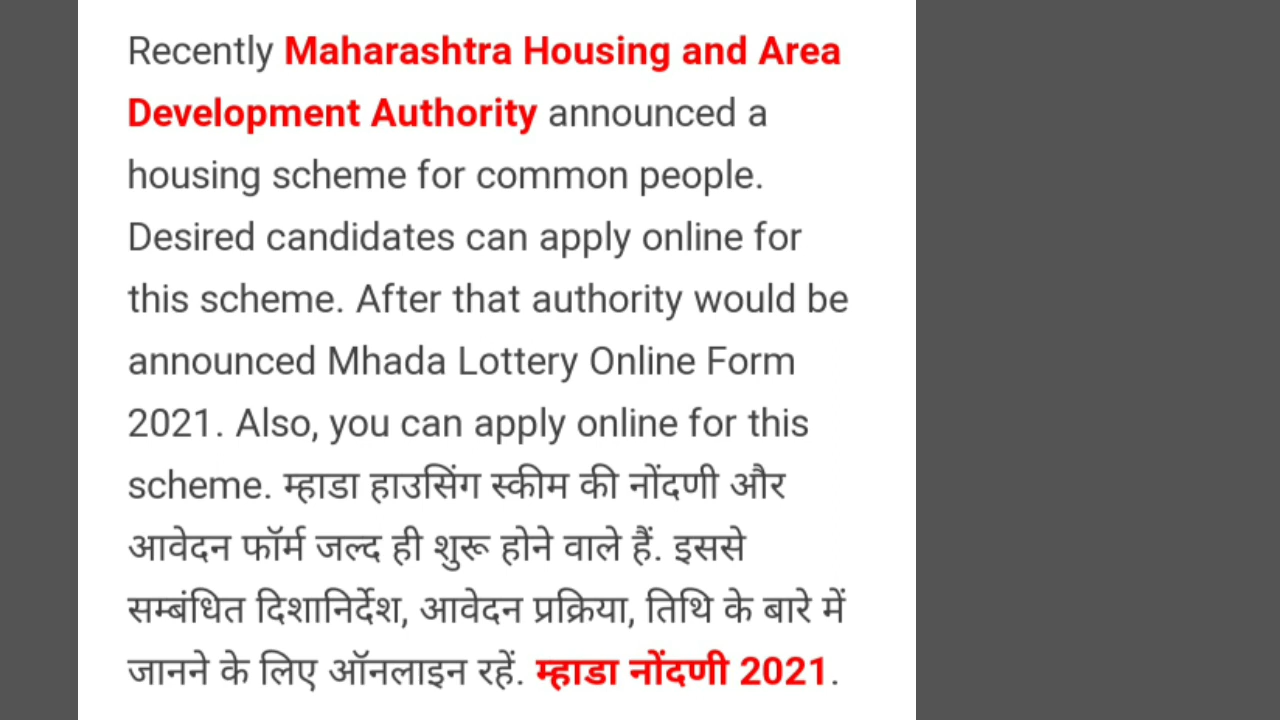 Recently Maharashtra Housing and Area
Development Authority announced a
housing scheme for common people.
Desired candidates can apply online for
this scheme. After that authority would be
announced Mhada Lottery Online Form
2021. Also, you can apply online for this
scheme. म्हाडा हाउसिंग स्कीम की नोंदणी और
आवेदन फॉर्म जल्द ही शुरू होने वाले हैं. इससे
सम्बंधित दिशानिर्देश, आवेदन प्रक्रिया, तिथि के बारे में
जानने के लिए ऑनलाइन रहें. म्हाडा नोंदणी 2021.